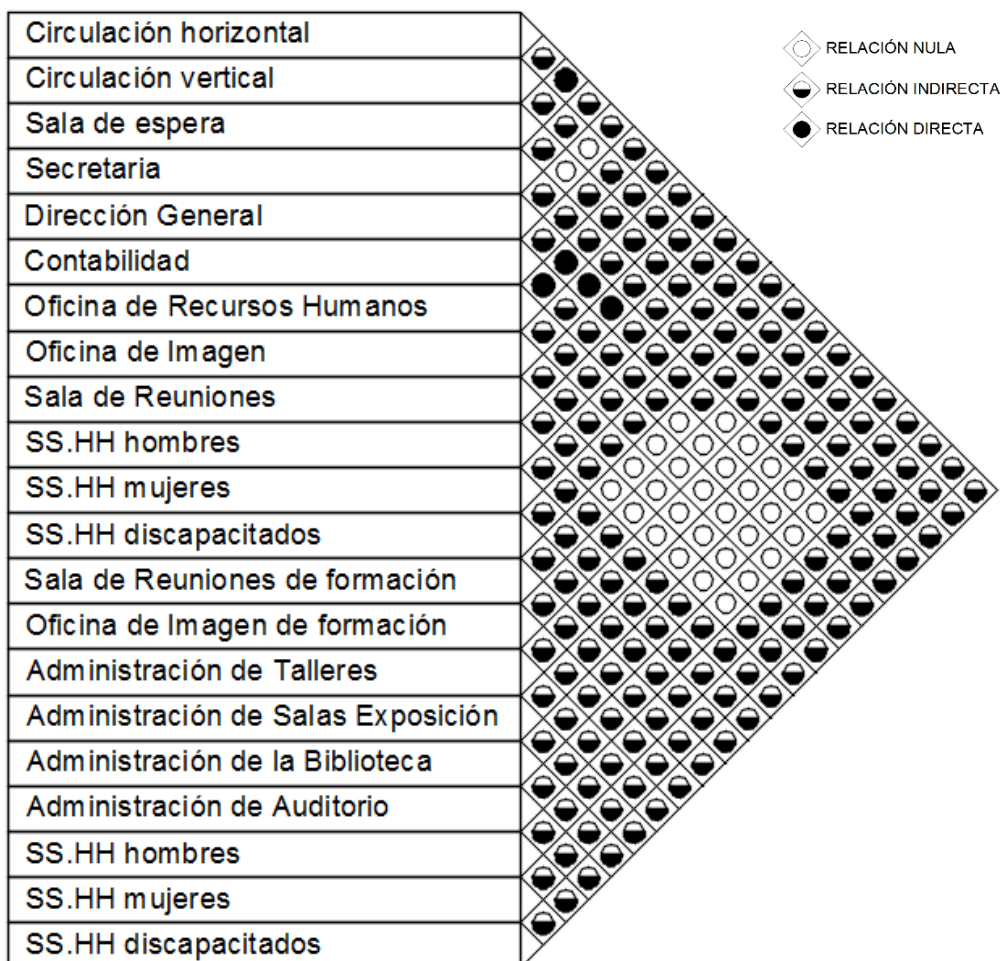 Circulación horizontal
Circulación vertical
Sala de espera
Secretaria
Dirección General
Contabilidad
Oficina de Recursos Humanos
Oficina de Imagen
Sala de Reuniones
SS.HH hombres
SS.HH mujeres
SS.HH discapacitados
Sala de Reuniones de formación
Oficina de Imagen de formación
Administración de Talleres
Administración de Salas Exposición
Administración de la Biblioteca
Administración de Auditorio
SS.HH hombres
SS.HH mujeres
SS.HH discapacitados
RELACIÓN NULA
RELACIÓN INDIRECTA
RELACIÓN DIRECTA